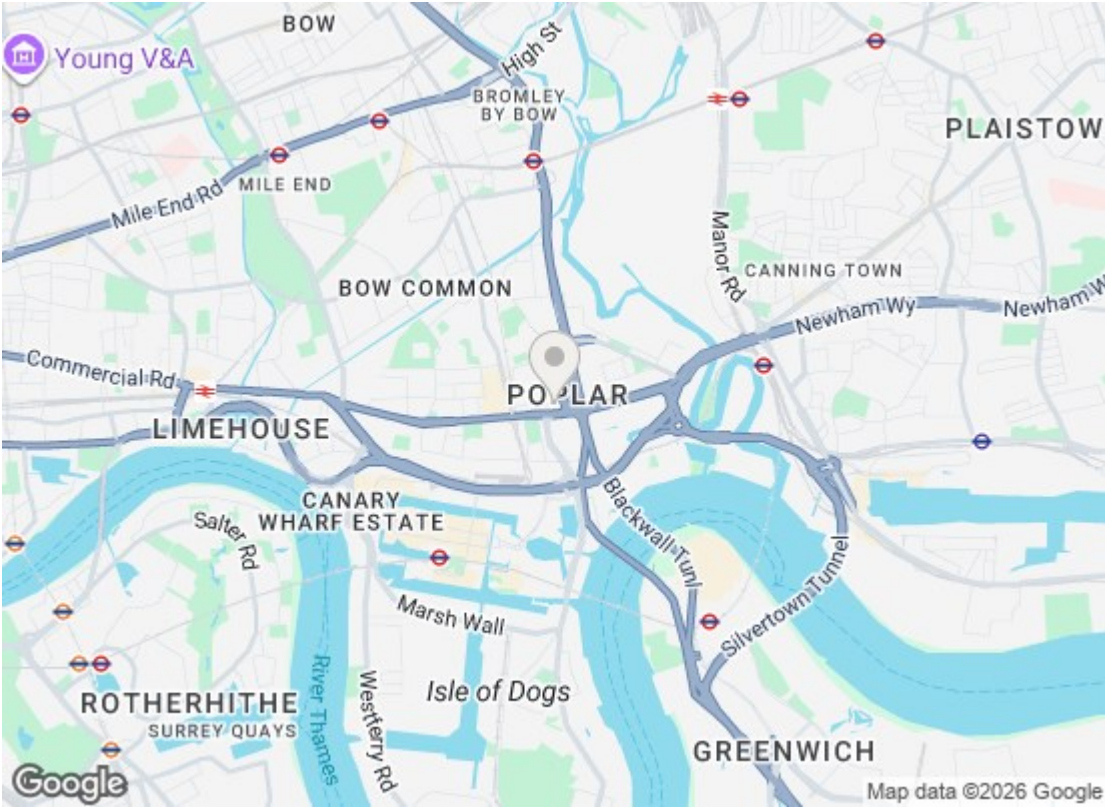 BOW
Young V&A
High St
BROMLEY
BY BOW
PLAISTOW
MILE END
Mile End Rd
Manor Rd
CANNING TOWN
BOW COMMON
Newham Wy
Newham W
Commercial Rd
POPLAR
LIMEHOUSE
CANARY
WHARF ESTATE
Salter Rd
Blackwall Tunl
Silvertown Tunnel
Marsh Wall
River Thames
Westferry Rd
Isle of Dogs
ROTHERHITHE
SURREY QUAYS
GREENWICH
Google
Map data ©2026 Google